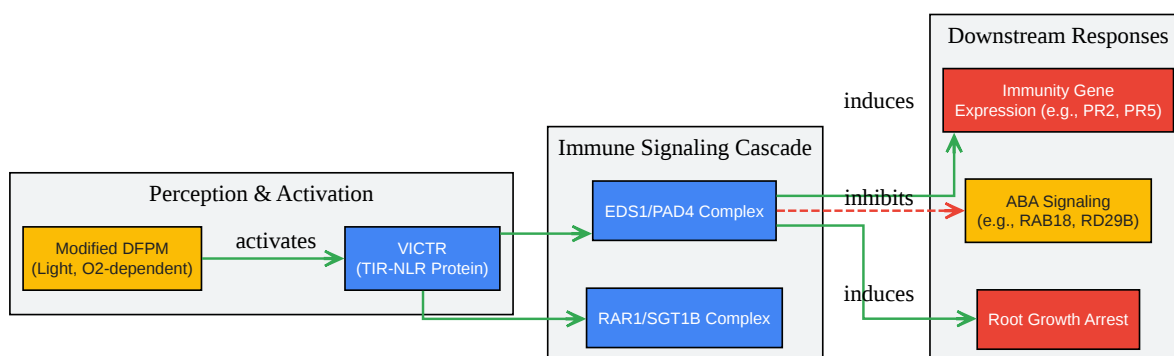 Perception & Activation
Modified DFPM
(Light, O2-dependent)
activates
VICTR
(TIR-NLR Protein)
Immune Signaling Cascade
EDS1/PAD4 Complex
RAR1/SGT1B Complex
induces
inhibits
induces
Downstream Responses
Immunity Gene
Expression (e.g., PR2, PR5)
ABA Signaling
(e.g., RAB18, RD29B)
Root Growth Arrest